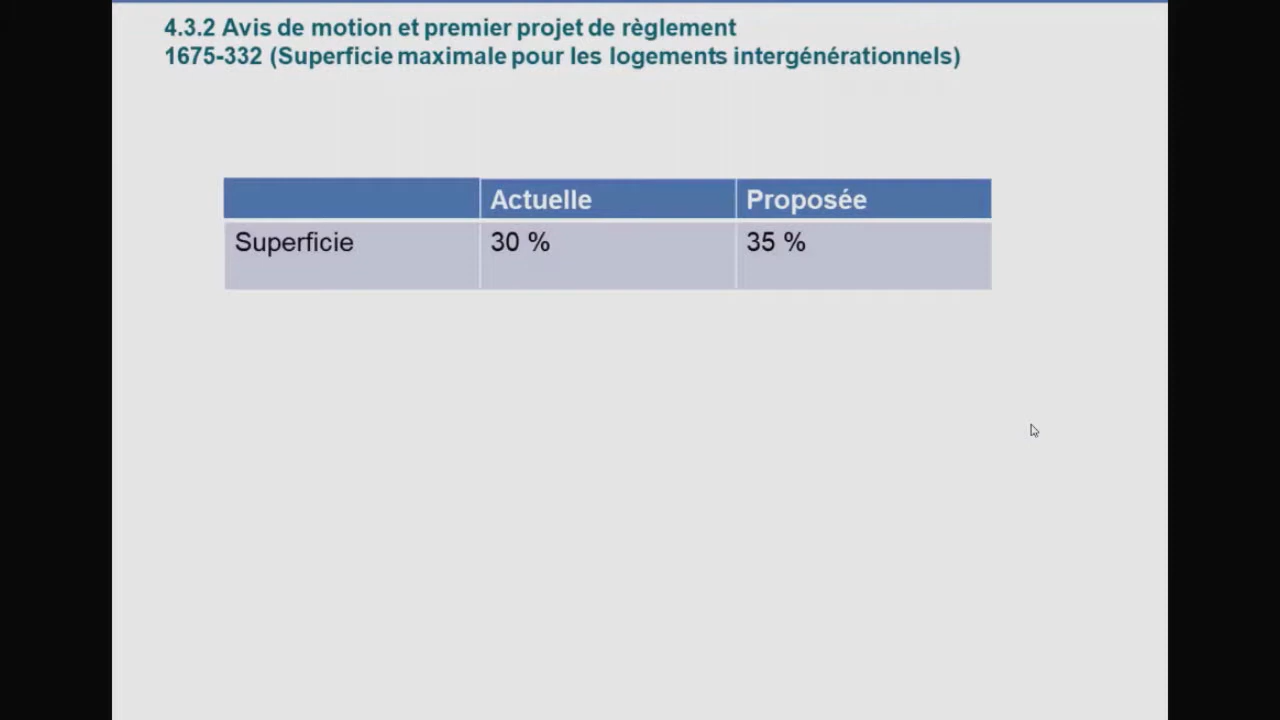 4.3.2 Avis de motion et premier projet de règlement
1675-332 (Superficie maximale pour les logements intergénérationnels)
Actuelle Proposée
Superficie 30 % 35 %